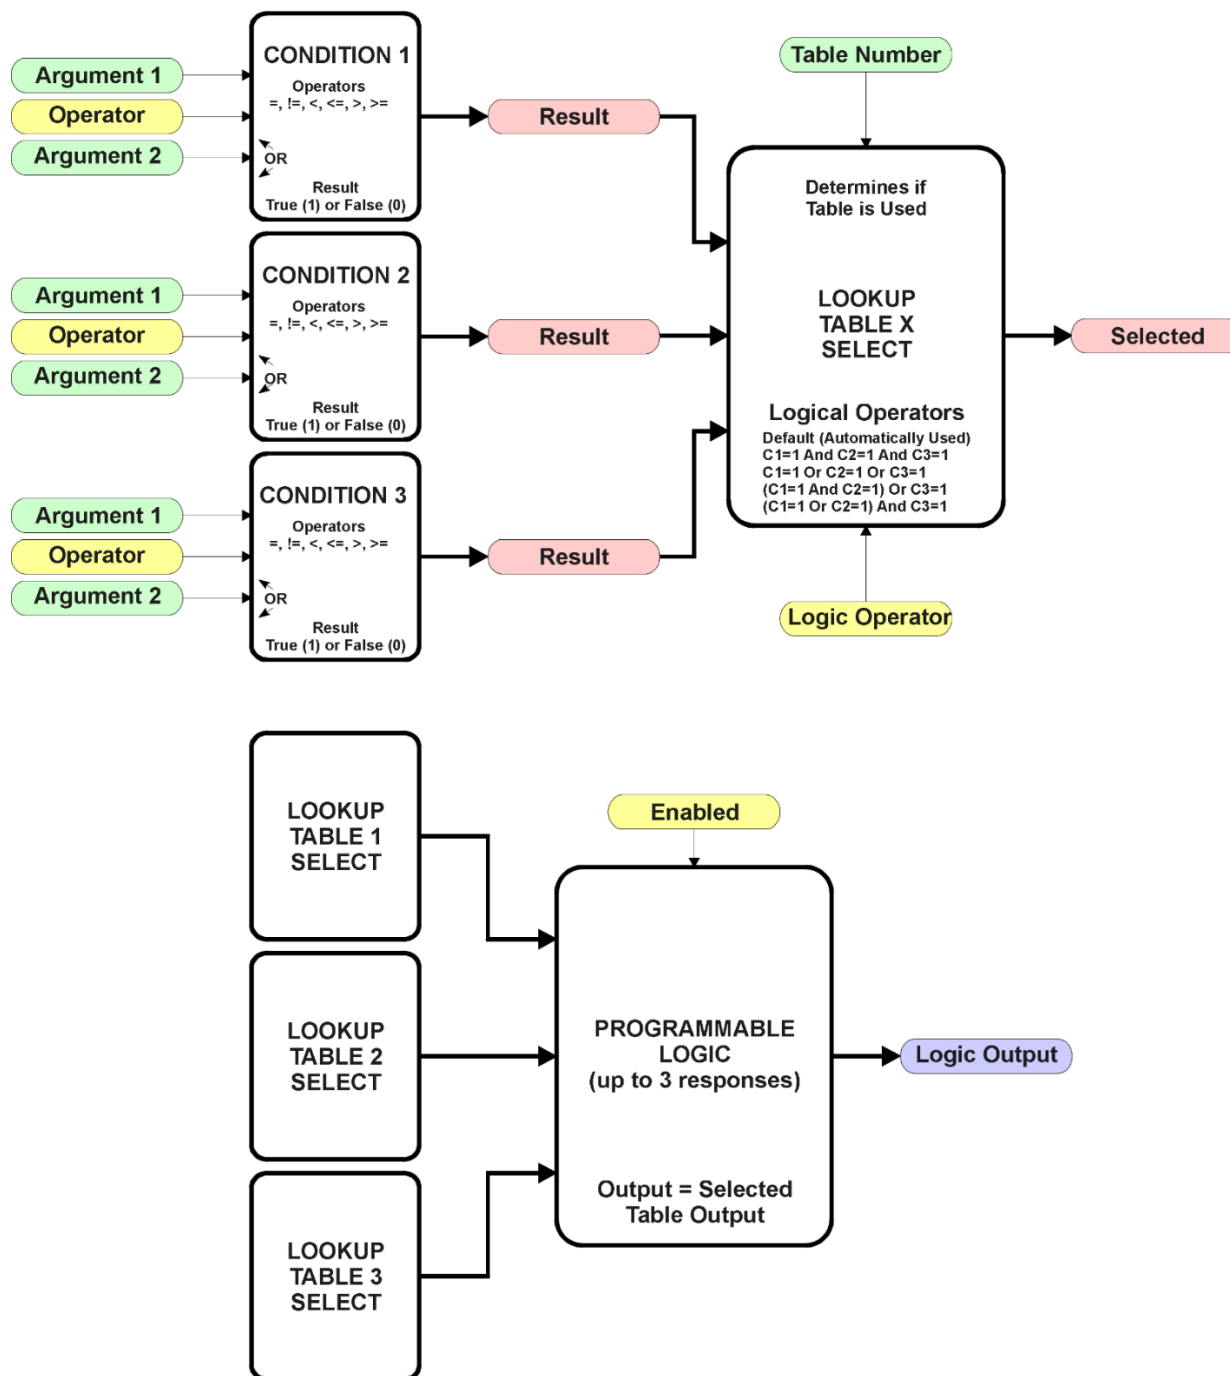 CONDITION 1
Operators
=, !=, <, <=, >, >=
OR
Result
True (1) or False (0)
Argument 1
Operator
Argument 2
Result
CONDITION 2
Operators
=, !=, <, <=, >, >=
OR
Result
True (1) or False (0)
Argument 1
Operator
Argument 2
Result
CONDITION 3
Operators
=, !=, <, <=, >, >=
OR
Result
True (1) or False (0)
Argument 1
Operator
Argument 2
Result
Table Number
Determines if
Table is Used
LOOKUP
TABLE X
SELECT
Logical Operators
Default (Automatically Used)
C1=1 And C2=1 And C3=1
C1=1 Or C2=1 Or C3=1
(C1=1 And C2=1) Or C3=1
(C1=1 Or C2=1) And C3=1
Logic Operator
Selected
LOOKUP
TABLE 1
SELECT
LOOKUP
TABLE 2
SELECT
LOOKUP
TABLE 3
SELECT
Enabled
PROGRAMMABLE
LOGIC
(up to 3 responses)
Output = Selected
Table Output
Logic Output